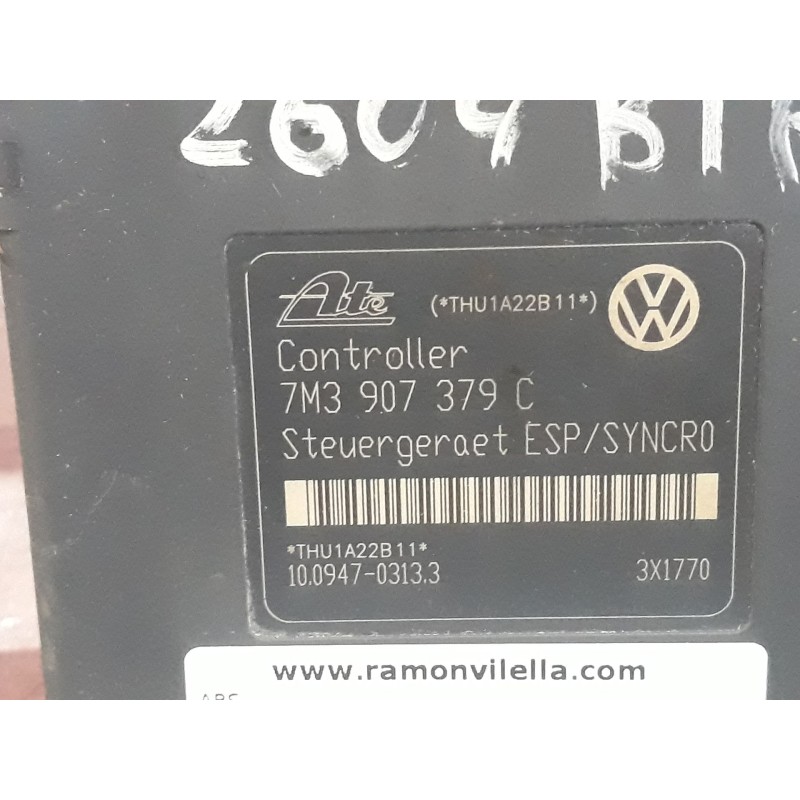 2604 BT
Ate (*THU1A22B11*)
Controller
7M3 907 379 C
Steuergeraet ESP/SYNCRO
*THU1A22B11*
10.0947-0313.3 3X1770
www.ramonvilella.com
ABS